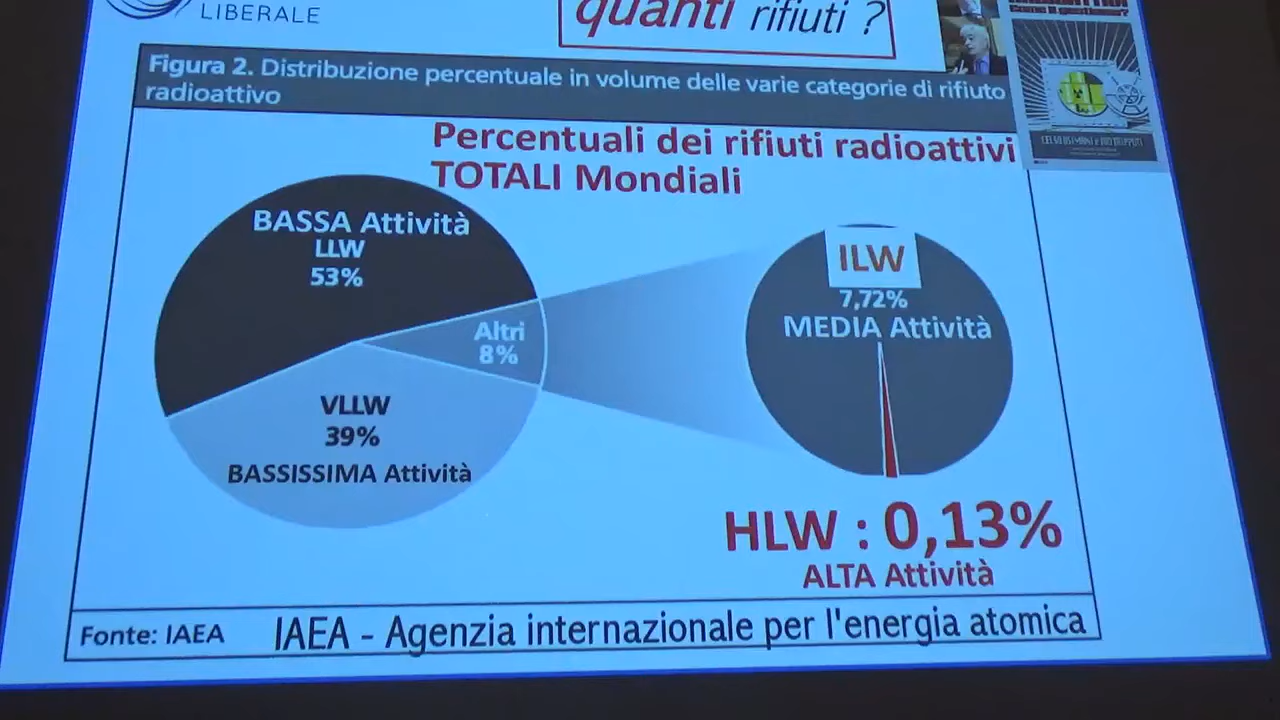 LIBERALE
quanti rifiuti ?
Figura 2. Distribuzione percentuale in volume delle varie categorie di rifiuto
radioattivo
Percentuali dei rifiuti radioattivi
TOTALI Mondiali
BASSA Attività
LLW
53%
Altri
8%
VLLW
39%
BASSISSIMA Attività
ILW
7,72%
MEDIA Attività
HLW : 0,13%
ALTA Attività
Fonte: IAEA
IAEA - Agenzia internazionale per l'energia atomica